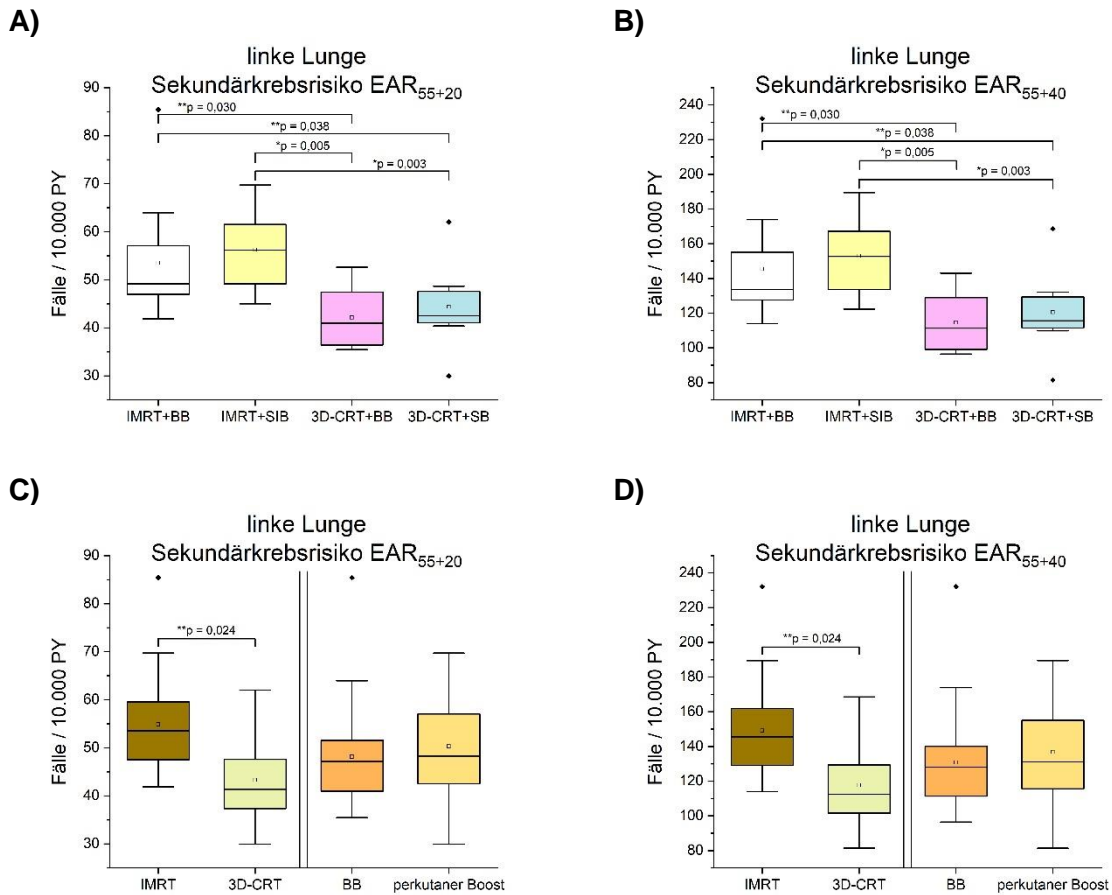 A)
linke Lunge
Sekundärkrebsrisiko EAR55+20
90
80
70
60
50
40
30
Fälle / 10.000 PY
**p = 0,030
**p = 0,038
*p = 0,005
*p = 0,003
IMRT+BB IMRT+SIB 3D-CRT+BB 3D-CRT+SB
B)
linke Lunge
Sekundärkrebsrisiko EAR55+40
240
220
200
180
160
140
120
100
80
Fälle / 10.000 PY
**p = 0,030
**p = 0,038
*p = 0,005
*p = 0,003
IMRT+BB IMRT+SIB 3D-CRT+BB 3D-CRT+SB
C)
linke Lunge
Sekundärkrebsrisiko EAR55+20
90
80
70
60
50
40
30
Fälle / 10.000 PY
**p = 0,024
IMRT 3D-CRT BB perkutaner Boost
D)
linke Lunge
Sekundärkrebsrisiko EAR55+40
240
220
200
180
160
140
120
100
80
Fälle / 10.000 PY
**p = 0,024
IMRT 3D-CRT BB perkutaner Boost